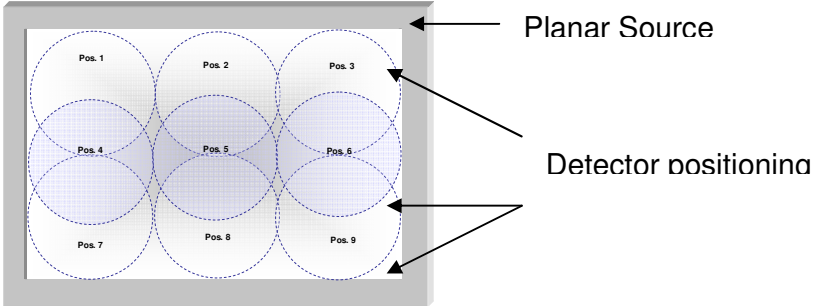 Planar Source
Pos. 1
Pos. 2
Pos. 3
Pos. 4
Pos. 5
Pos. 6
Detector positioning
Pos. 7
Pos. 8
Pos. 9